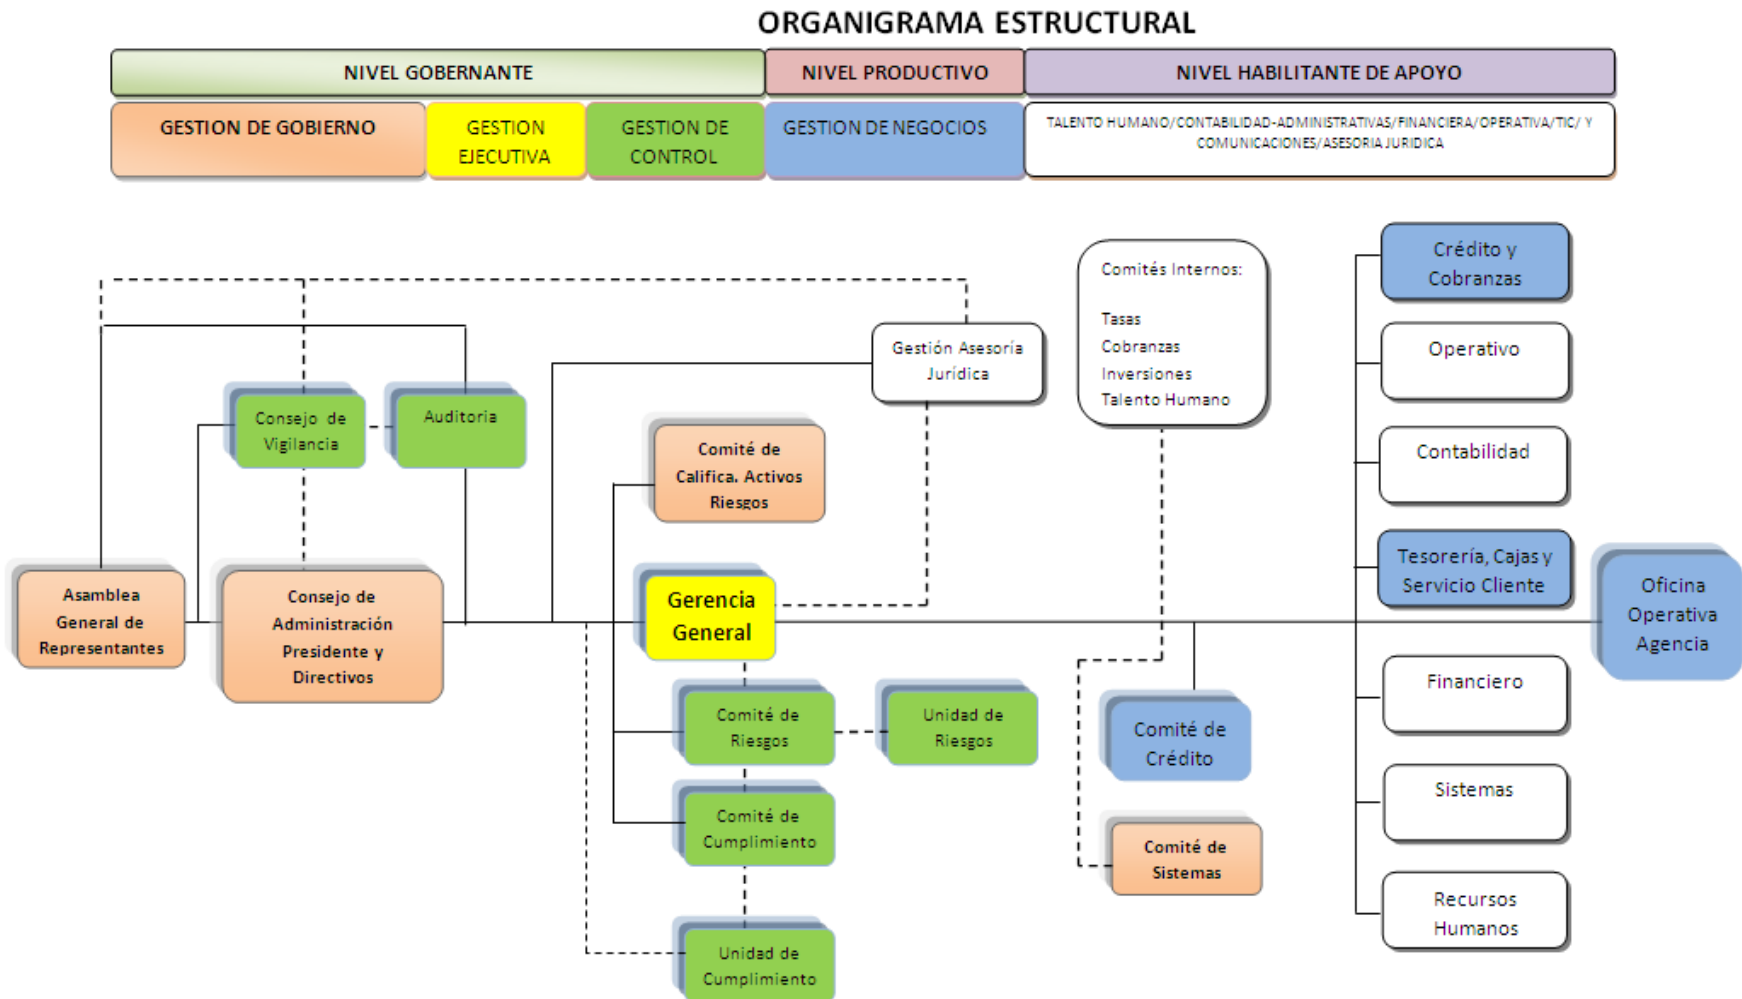 ORGANIGRAMA ESTRUCTURAL
NIVEL GOBERNANTE
NIVEL PRODUCTIVO
NIVEL HABILITANTE DE APOYO
GESTION DE GOBIERNO
GESTION
EJECUTIVA
GESTION DE
CONTROL
GESTION DE NEGOCIOS
TALENTO HUMANO/CONTABILIDAD-ADMINISTRATIVAS/FINANCIERA/OPERATIVA/TIC/ Y
COMUNICACIONES/ASESORIA JURIDICA
Asamblea
General de
Representantes
Consejo de
Vigilancia
Auditoria
Consejo de
Administración
Presidente y
Directivos
Gestión Asesoría
Jurídica
Comité de
Califica. Activos
Riesgos
Gerencia
General
Comité de
Riesgos
Unidad de
Riesgos
Comité de
Cumplimiento
Unidad de
Cumplimiento
Comités Internos:
Tasas
Cobranzas
Inversiones
Talento Humano
Comité de
Crédito
Comité de
Sistemas
Crédito y
Cobranzas
Operativo
Contabilidad
Tesorería, Cajas y
Servicio Cliente
Financiero
Sistemas
Recursos
Humanos
Oficina
Operativa
Agencia